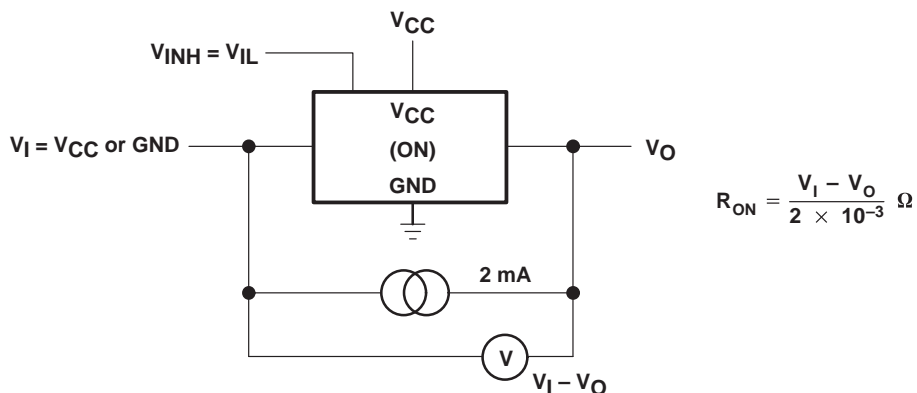 VCC
VINH = VIL
VCC
VI = VCC or GND
(ON)
VO
GND
RON = VI – VO / 2 × 10–3 Ω
2 mA
V
VI – VO